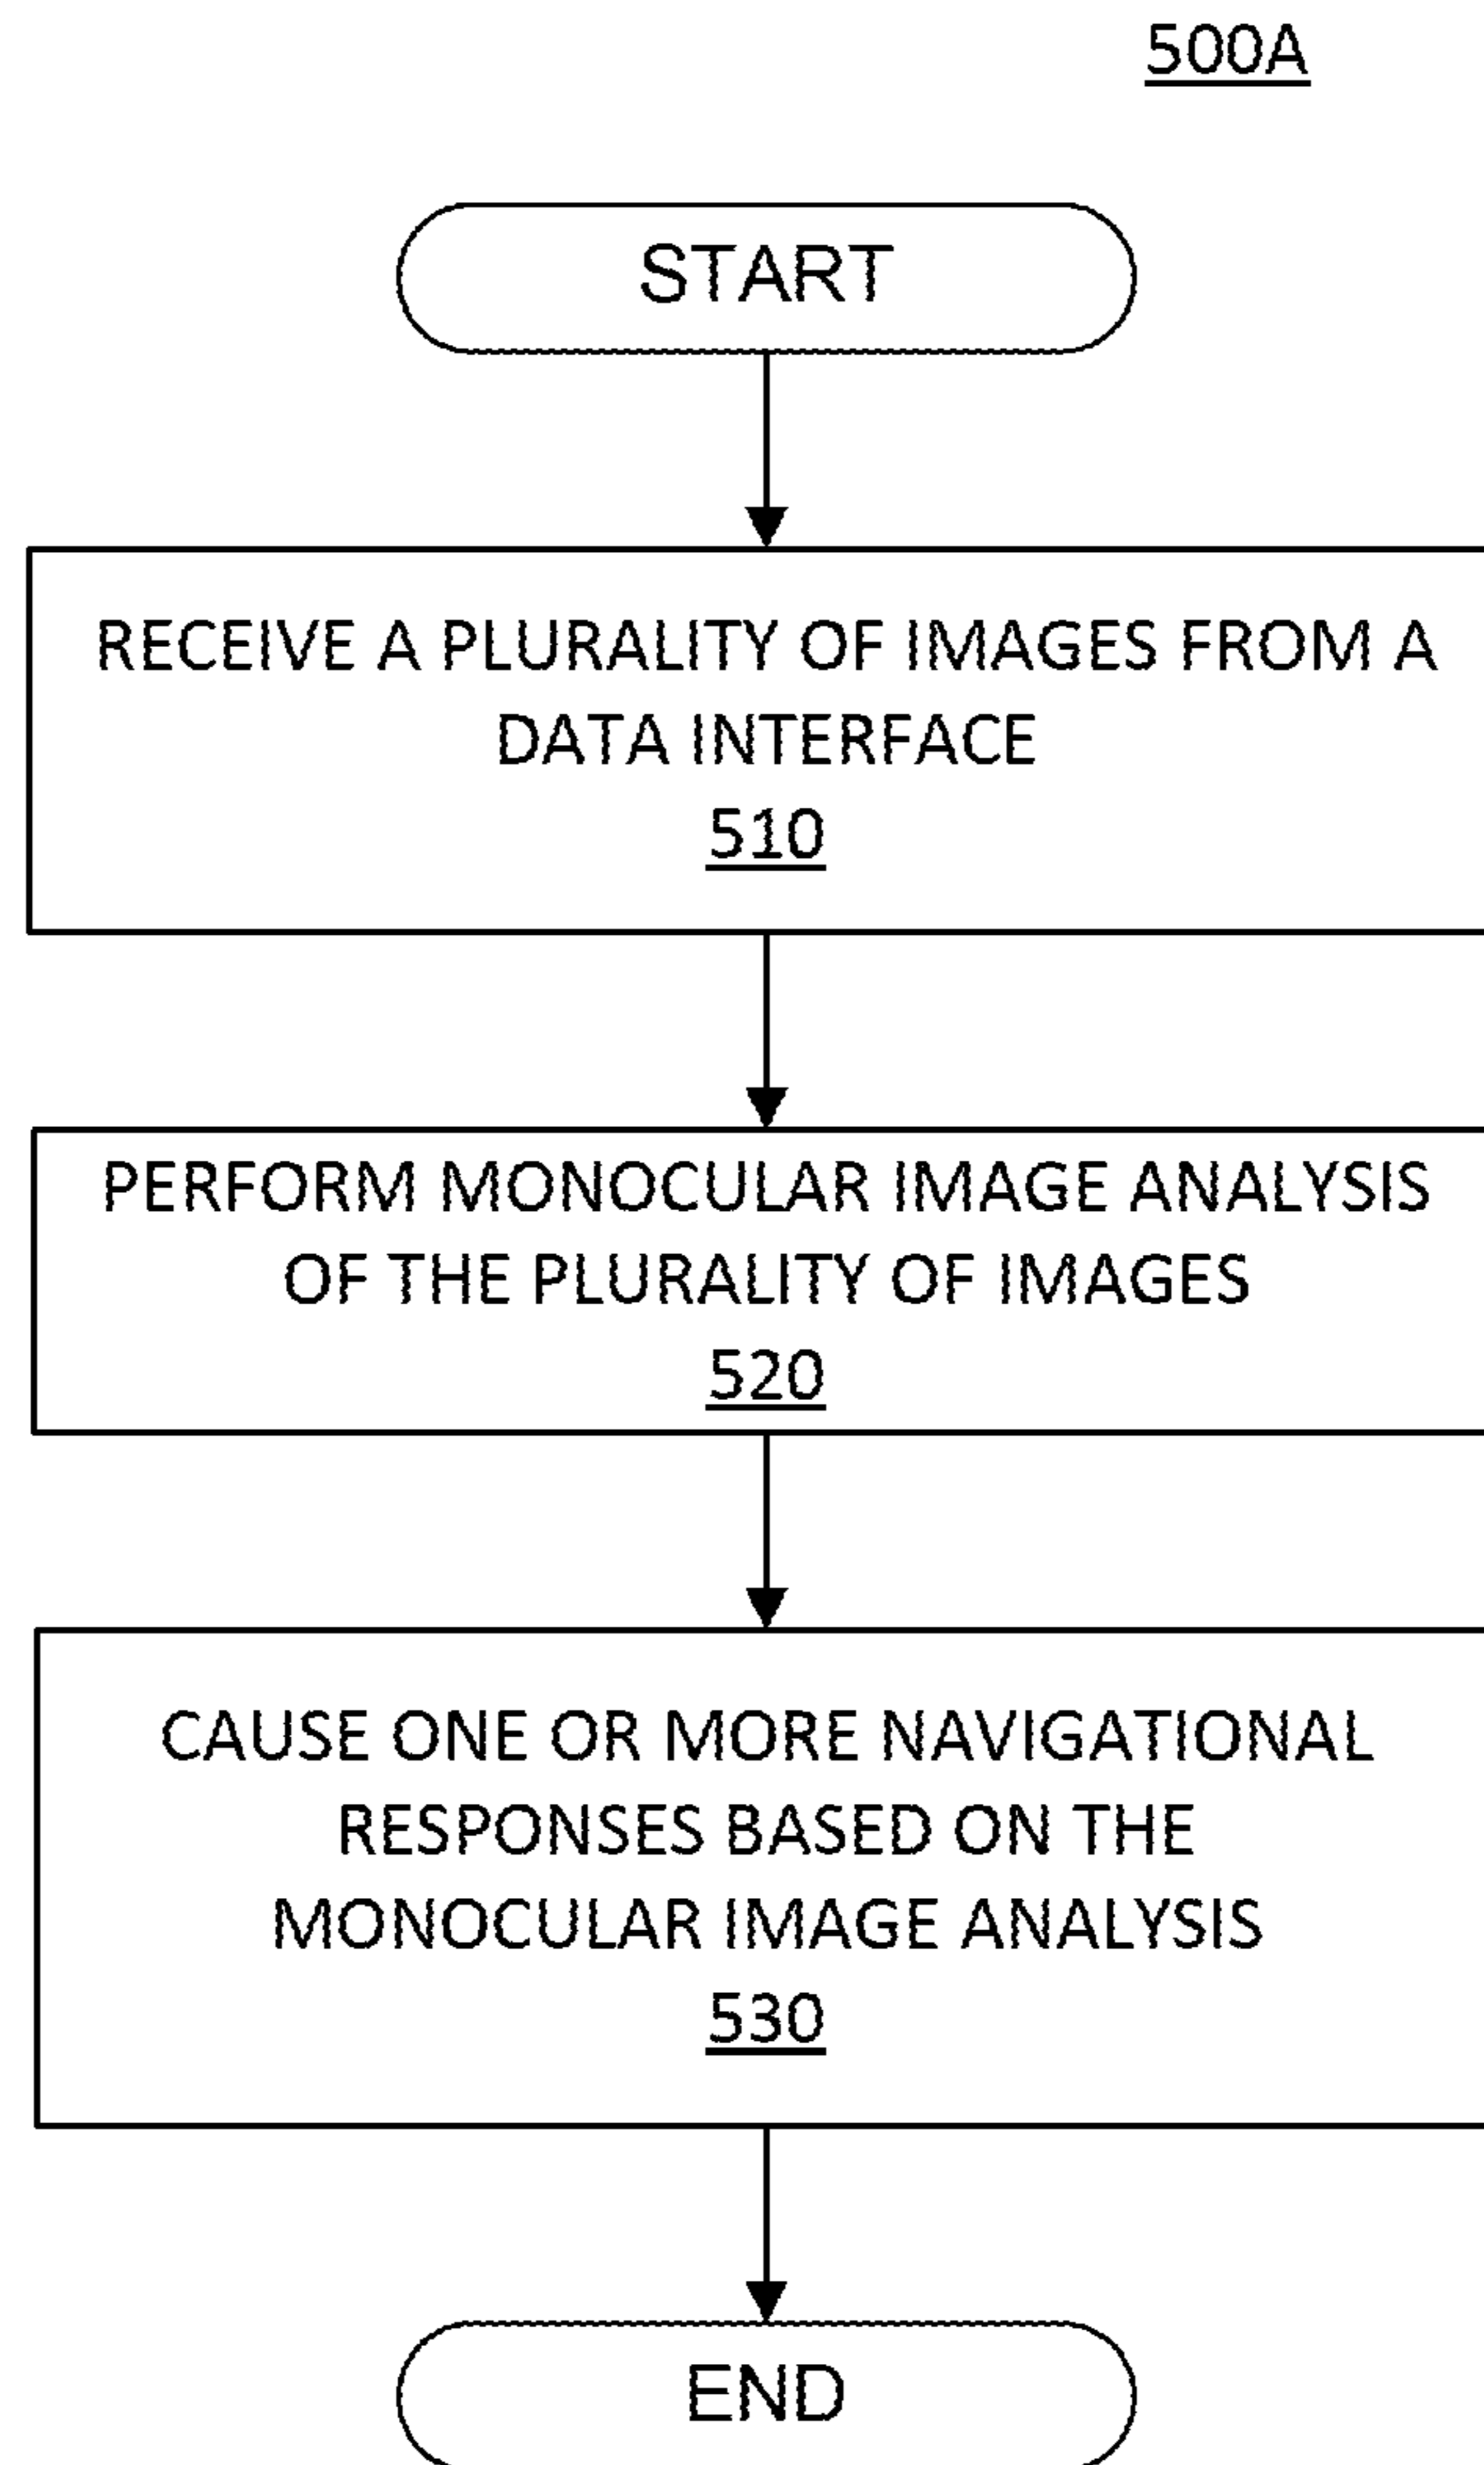 500A
START
RECEIVE A PLURALITY OF IMAGES FROM A
DATA INTERFACE
510
PERFORM MONOCULAR IMAGE ANALYSIS
OF THE PLURALITY OF IMAGES
520
CAUSE ONE OR MORE NAVIGATIONAL
RESPONSES BASED ON THE
MONOCULAR IMAGE ANALYSIS
530
END